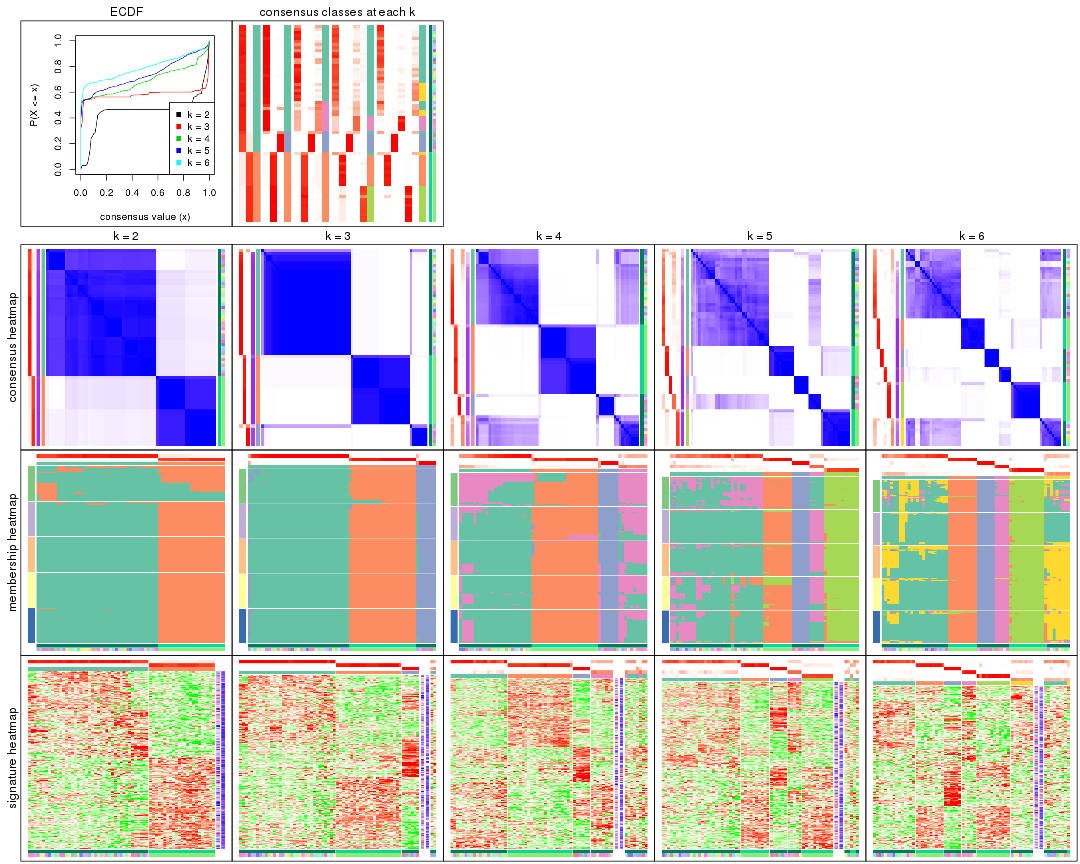 ECDF
consensus classes at each k
P(X <= x)
1.0
0.8
0.6
0.4
0.2
0.0
k = 2
k = 3
k = 4
k = 5
k = 6
0.0 0.2 0.4 0.6 0.8 1.0
consensus value (x)
k = 2
k = 3
k = 4
k = 5
k = 6
consensus heatmap
membership heatmap
signature heatmap